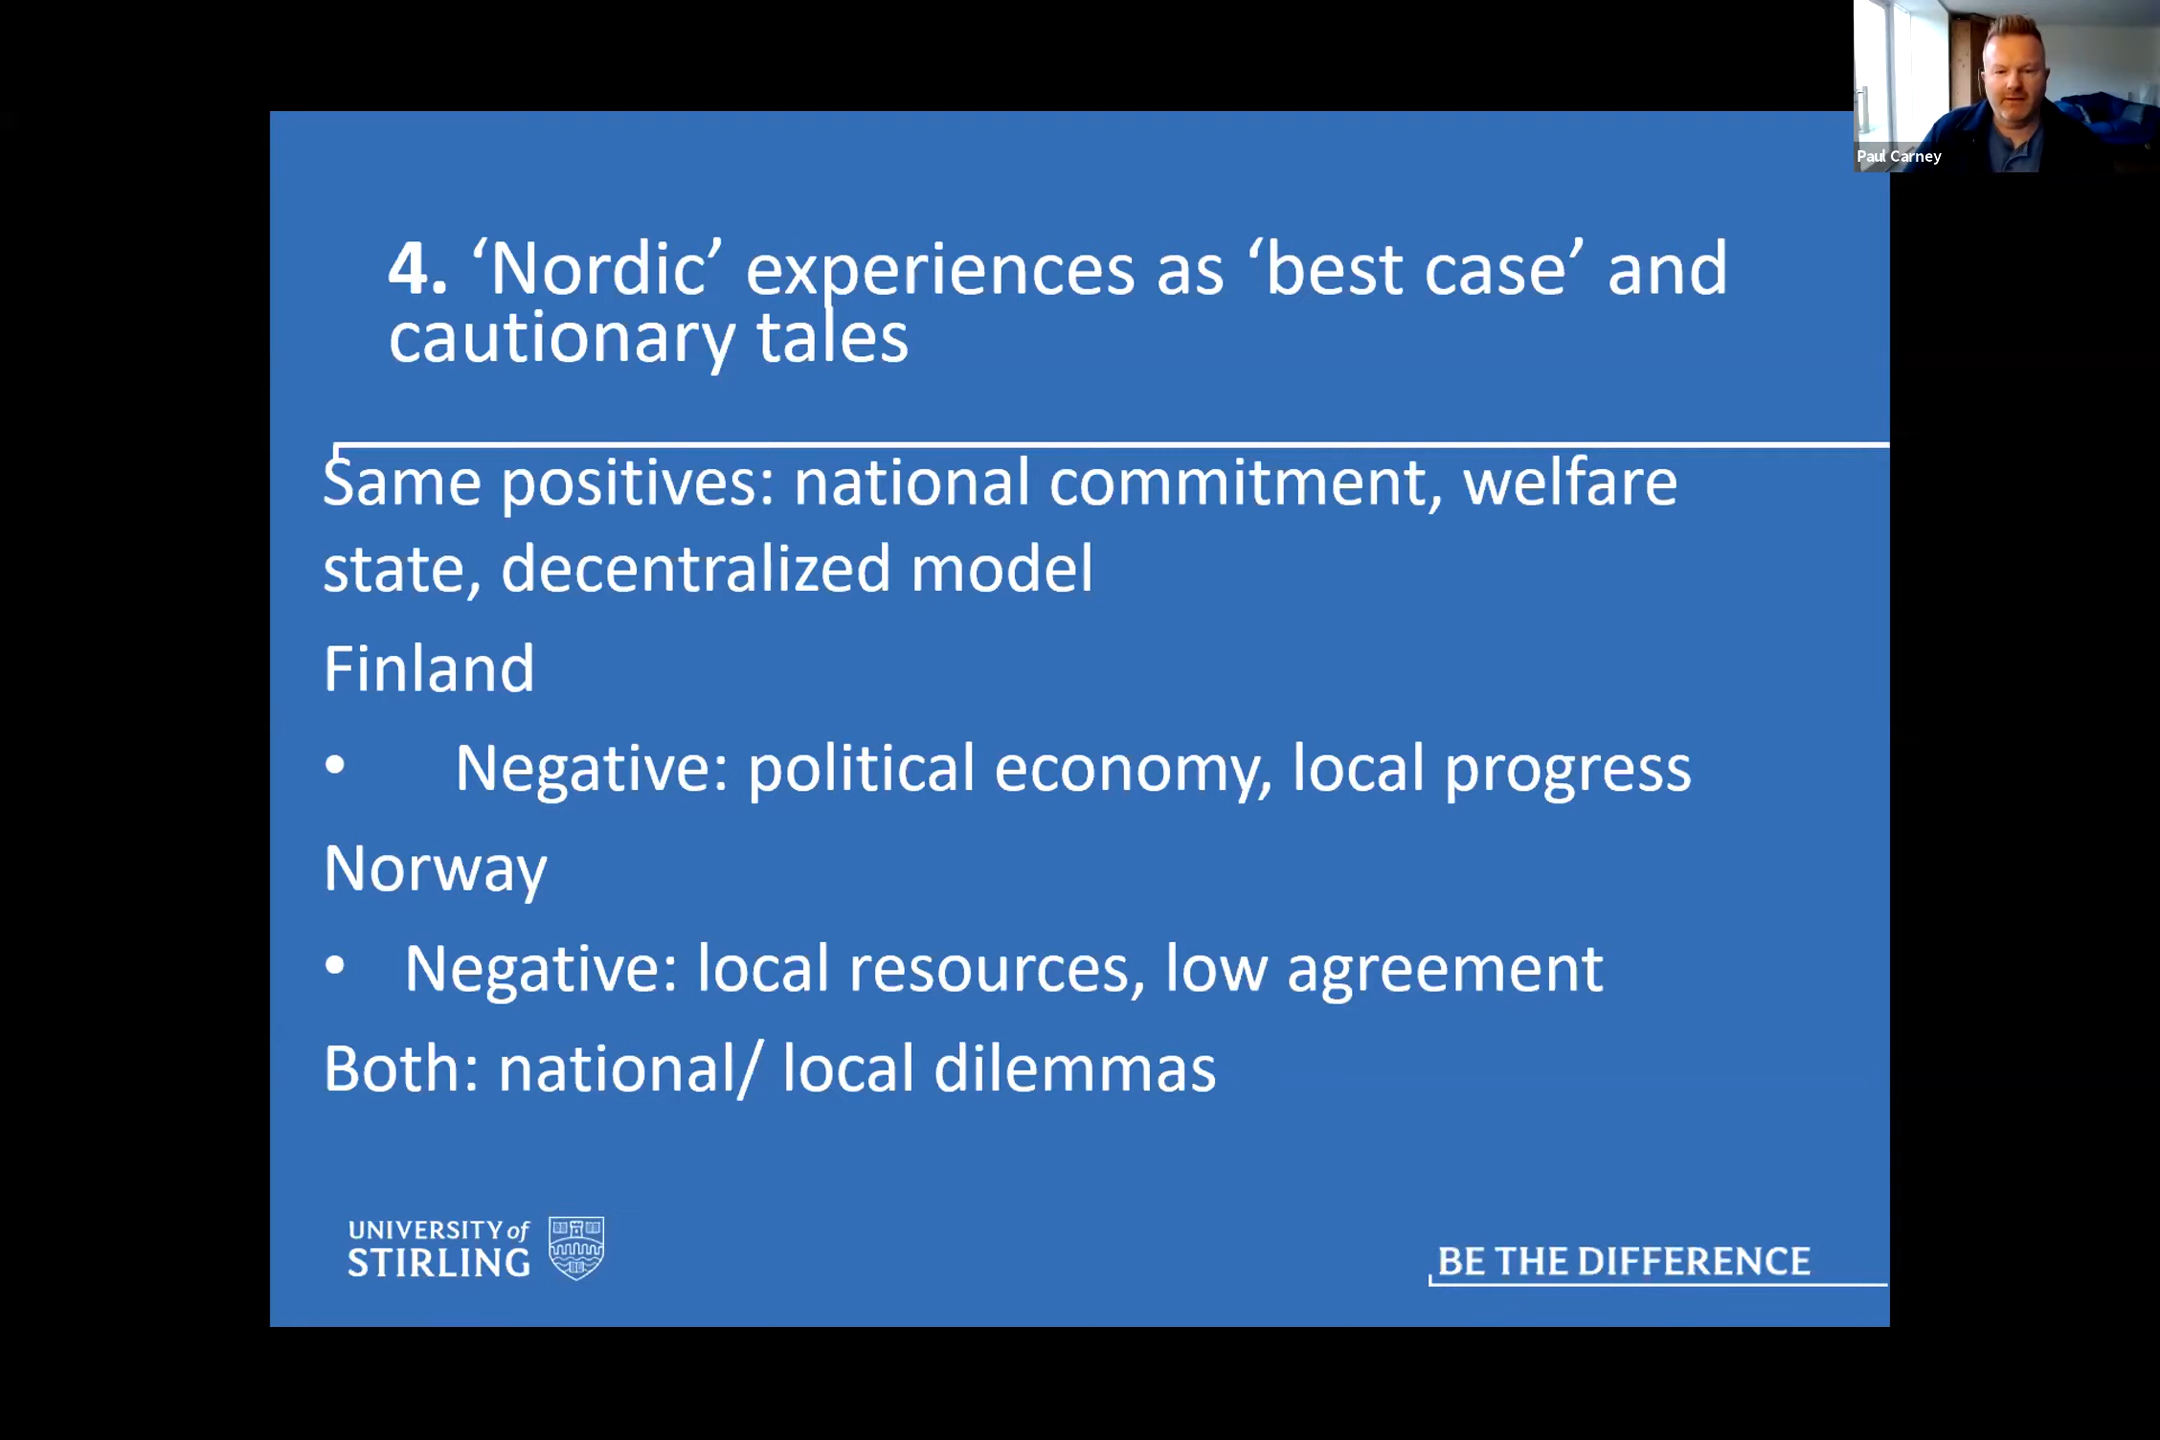 Paul Carney
4. ‘Nordic’ experiences as ‘best case’ and
cautionary tales
Same positives: national commitment, welfare
state, decentralized model
Finland
• Negative: political economy, local progress
Norway
• Negative: local resources, low agreement
Both: national/ local dilemmas
UNIVERSITY of
STIRLING
BE THE DIFFERENCE